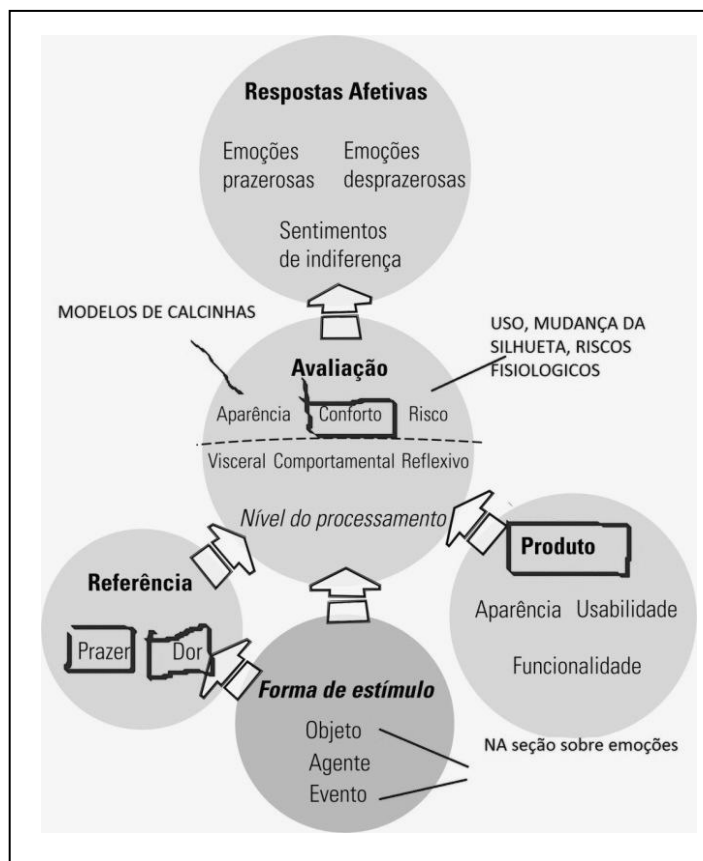 Respostas Afetivas
Emoções
prazerosas
Emoções
desprazerosas
Sentimentos
de indiferença
MODELOS DE CALCINHAS
USO, MUDANÇA DA
SILHUETA, RISCOS
FISIOLOGICOS
Avaliação
Aparência Conforto Risco
Visceral Comportamental Reflexivo
Nível do processamento
Referência
Prazer Dor
Produto
Aparência Usabilidade
Funcionalidade
Forma de estímulo
Objeto
Agente
Evento
NA seção sobre emoções